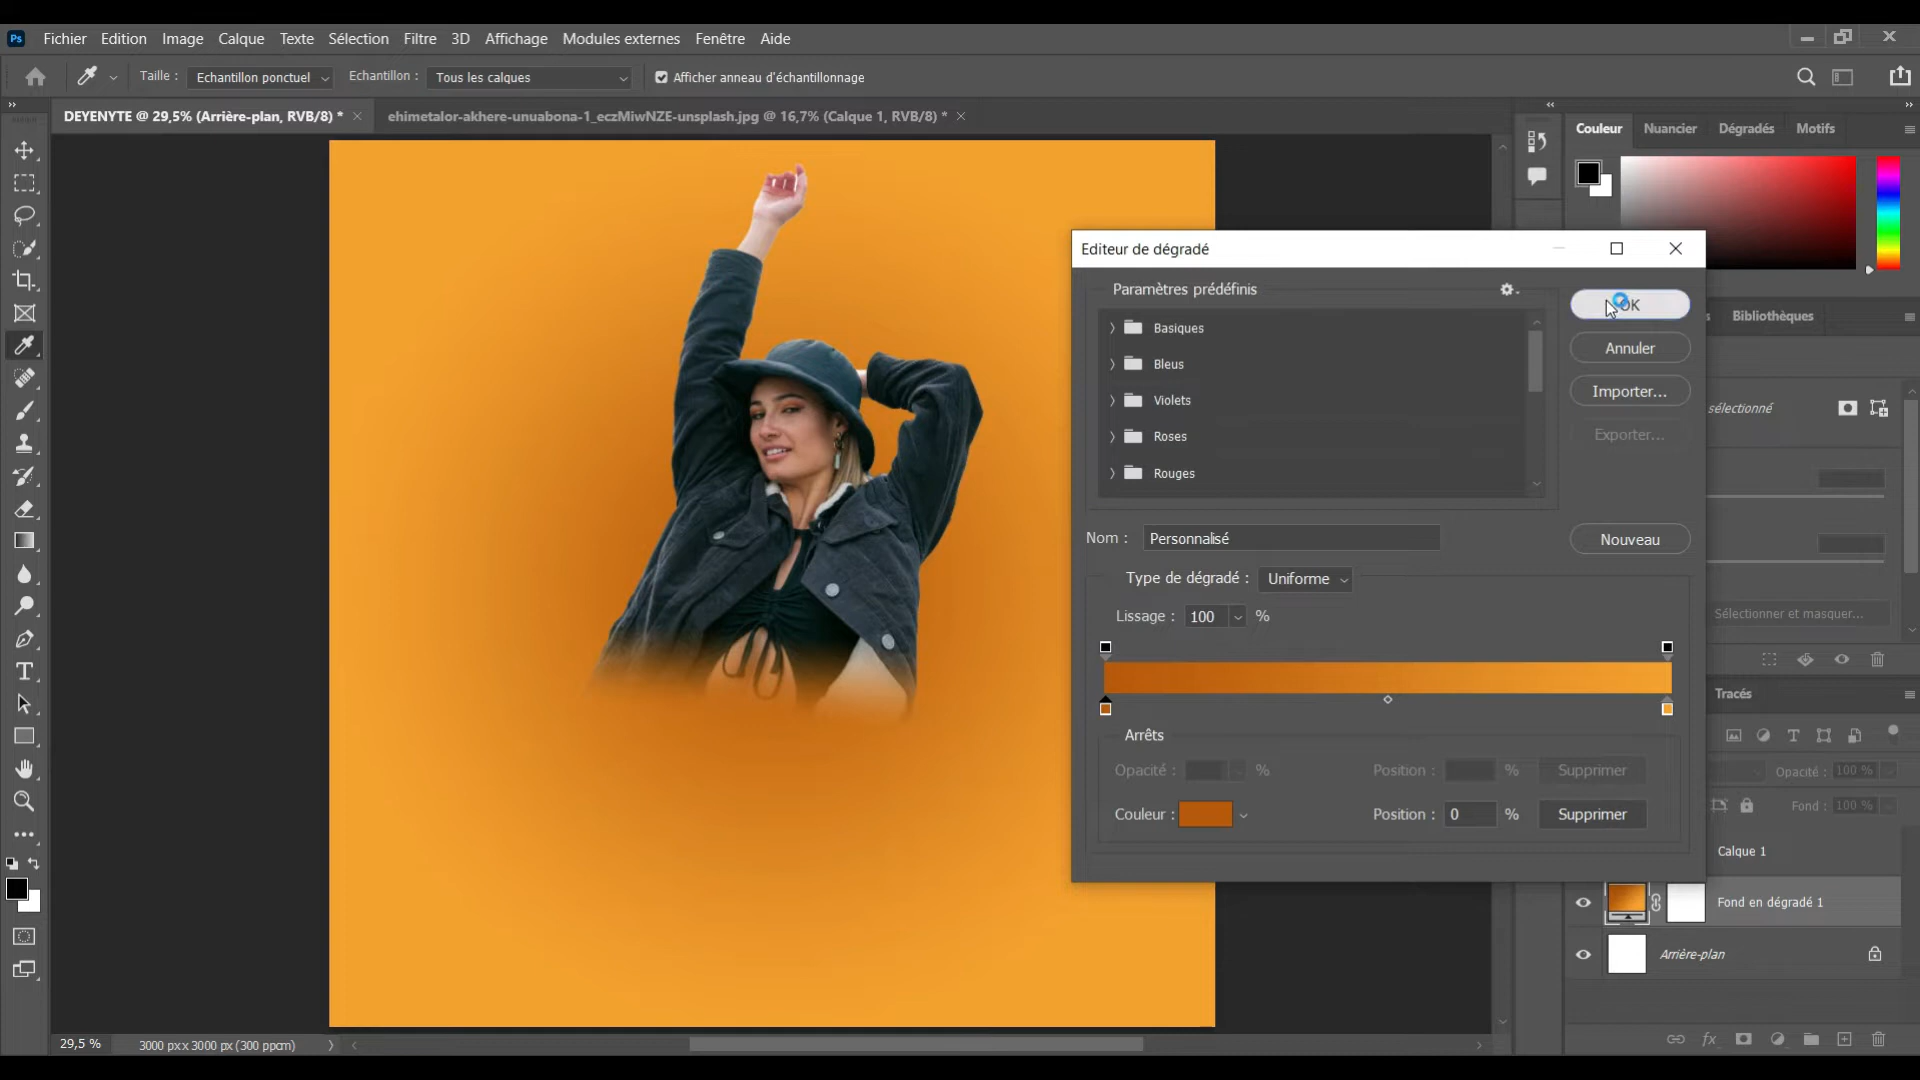 Ps Fichier Edition Image Calque Texte Sélection Filtre 3D Affichage Modules externes Fenêtre Aide
Taille : Echantillon ponctuel Echantillon : Tous les calques Afficher anneau d'échantillonnage
DEYENYTE @ 29,5% (Arrière-plan, RVB/8) * ehimetalor-akhere-unuabona-1_eczMiwNZE-unsplash.jpg @ 16,7% (Calque 1, RVB/8) *
Couleur Nuancier Dégradés Motifs
Editeur de dégradé
Paramètres prédéfinis
OK
Basiques
Bleus
Violets
Roses
Rouges
Annuler
Importer...
Exporter...
Bibliothèques
sélectionné
Nom : Personnalisé
Nouveau
Type de dégradé : Uniforme
Lissage : 100 %
Sélectionner et masquer...
Arrêts
Opacité : % Position : % Supprimer
Couleur : Position : 0 % Supprimer
Tracés
Opacité : 100 %
Fond : 100 %
Calque 1
Fond en dégradé 1
Arrière-plan
fx
29,5 % 3000 px x 3000 px (300 ppcm)